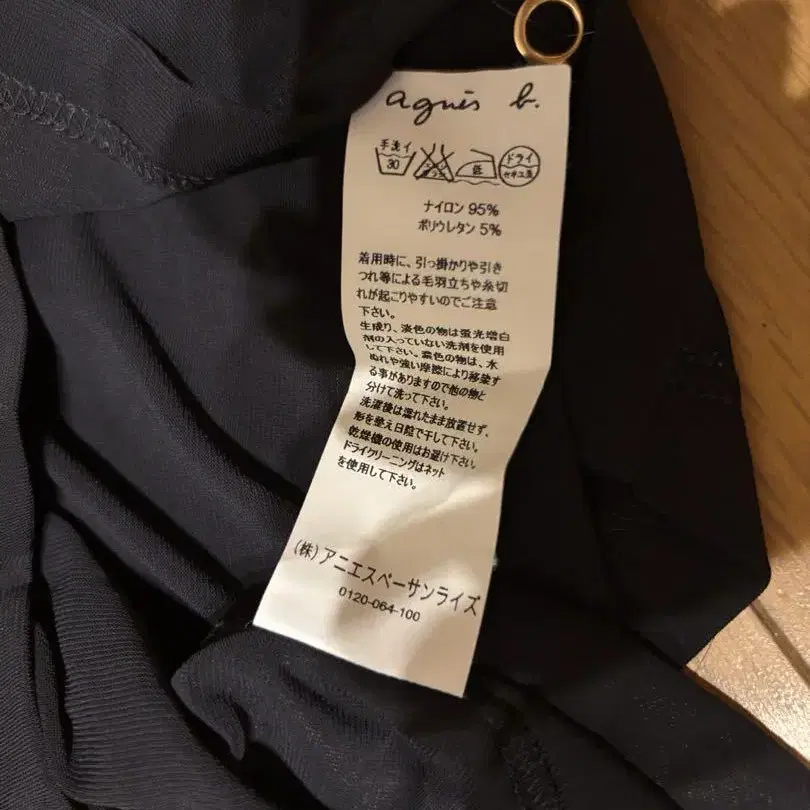 agnès b.
手洗イ 30 低 ドライ セキユ系
ナイロン 95%
ポリウレタン 5%
着用時に、引っ掛かりや引き
つれ等による毛羽立ちや糸切
れが起こりやすいのでご注意
下さい。
生成り、淡色の物は蛍光増白
剤の入っていない洗剤を使用
して下さい。濃色の物は、水
ぬれや強い摩擦により移染す
る事がありますので他の物と
分けて洗って下さい。
洗濯後は濡れたまま放置せず、
形を整え日陰で干して下さい。
乾燥機の使用はお避け下さい。
ドライクリーニングはネット
を使用して下さい。
(株)アニエスベーサンライズ
0120-064-100